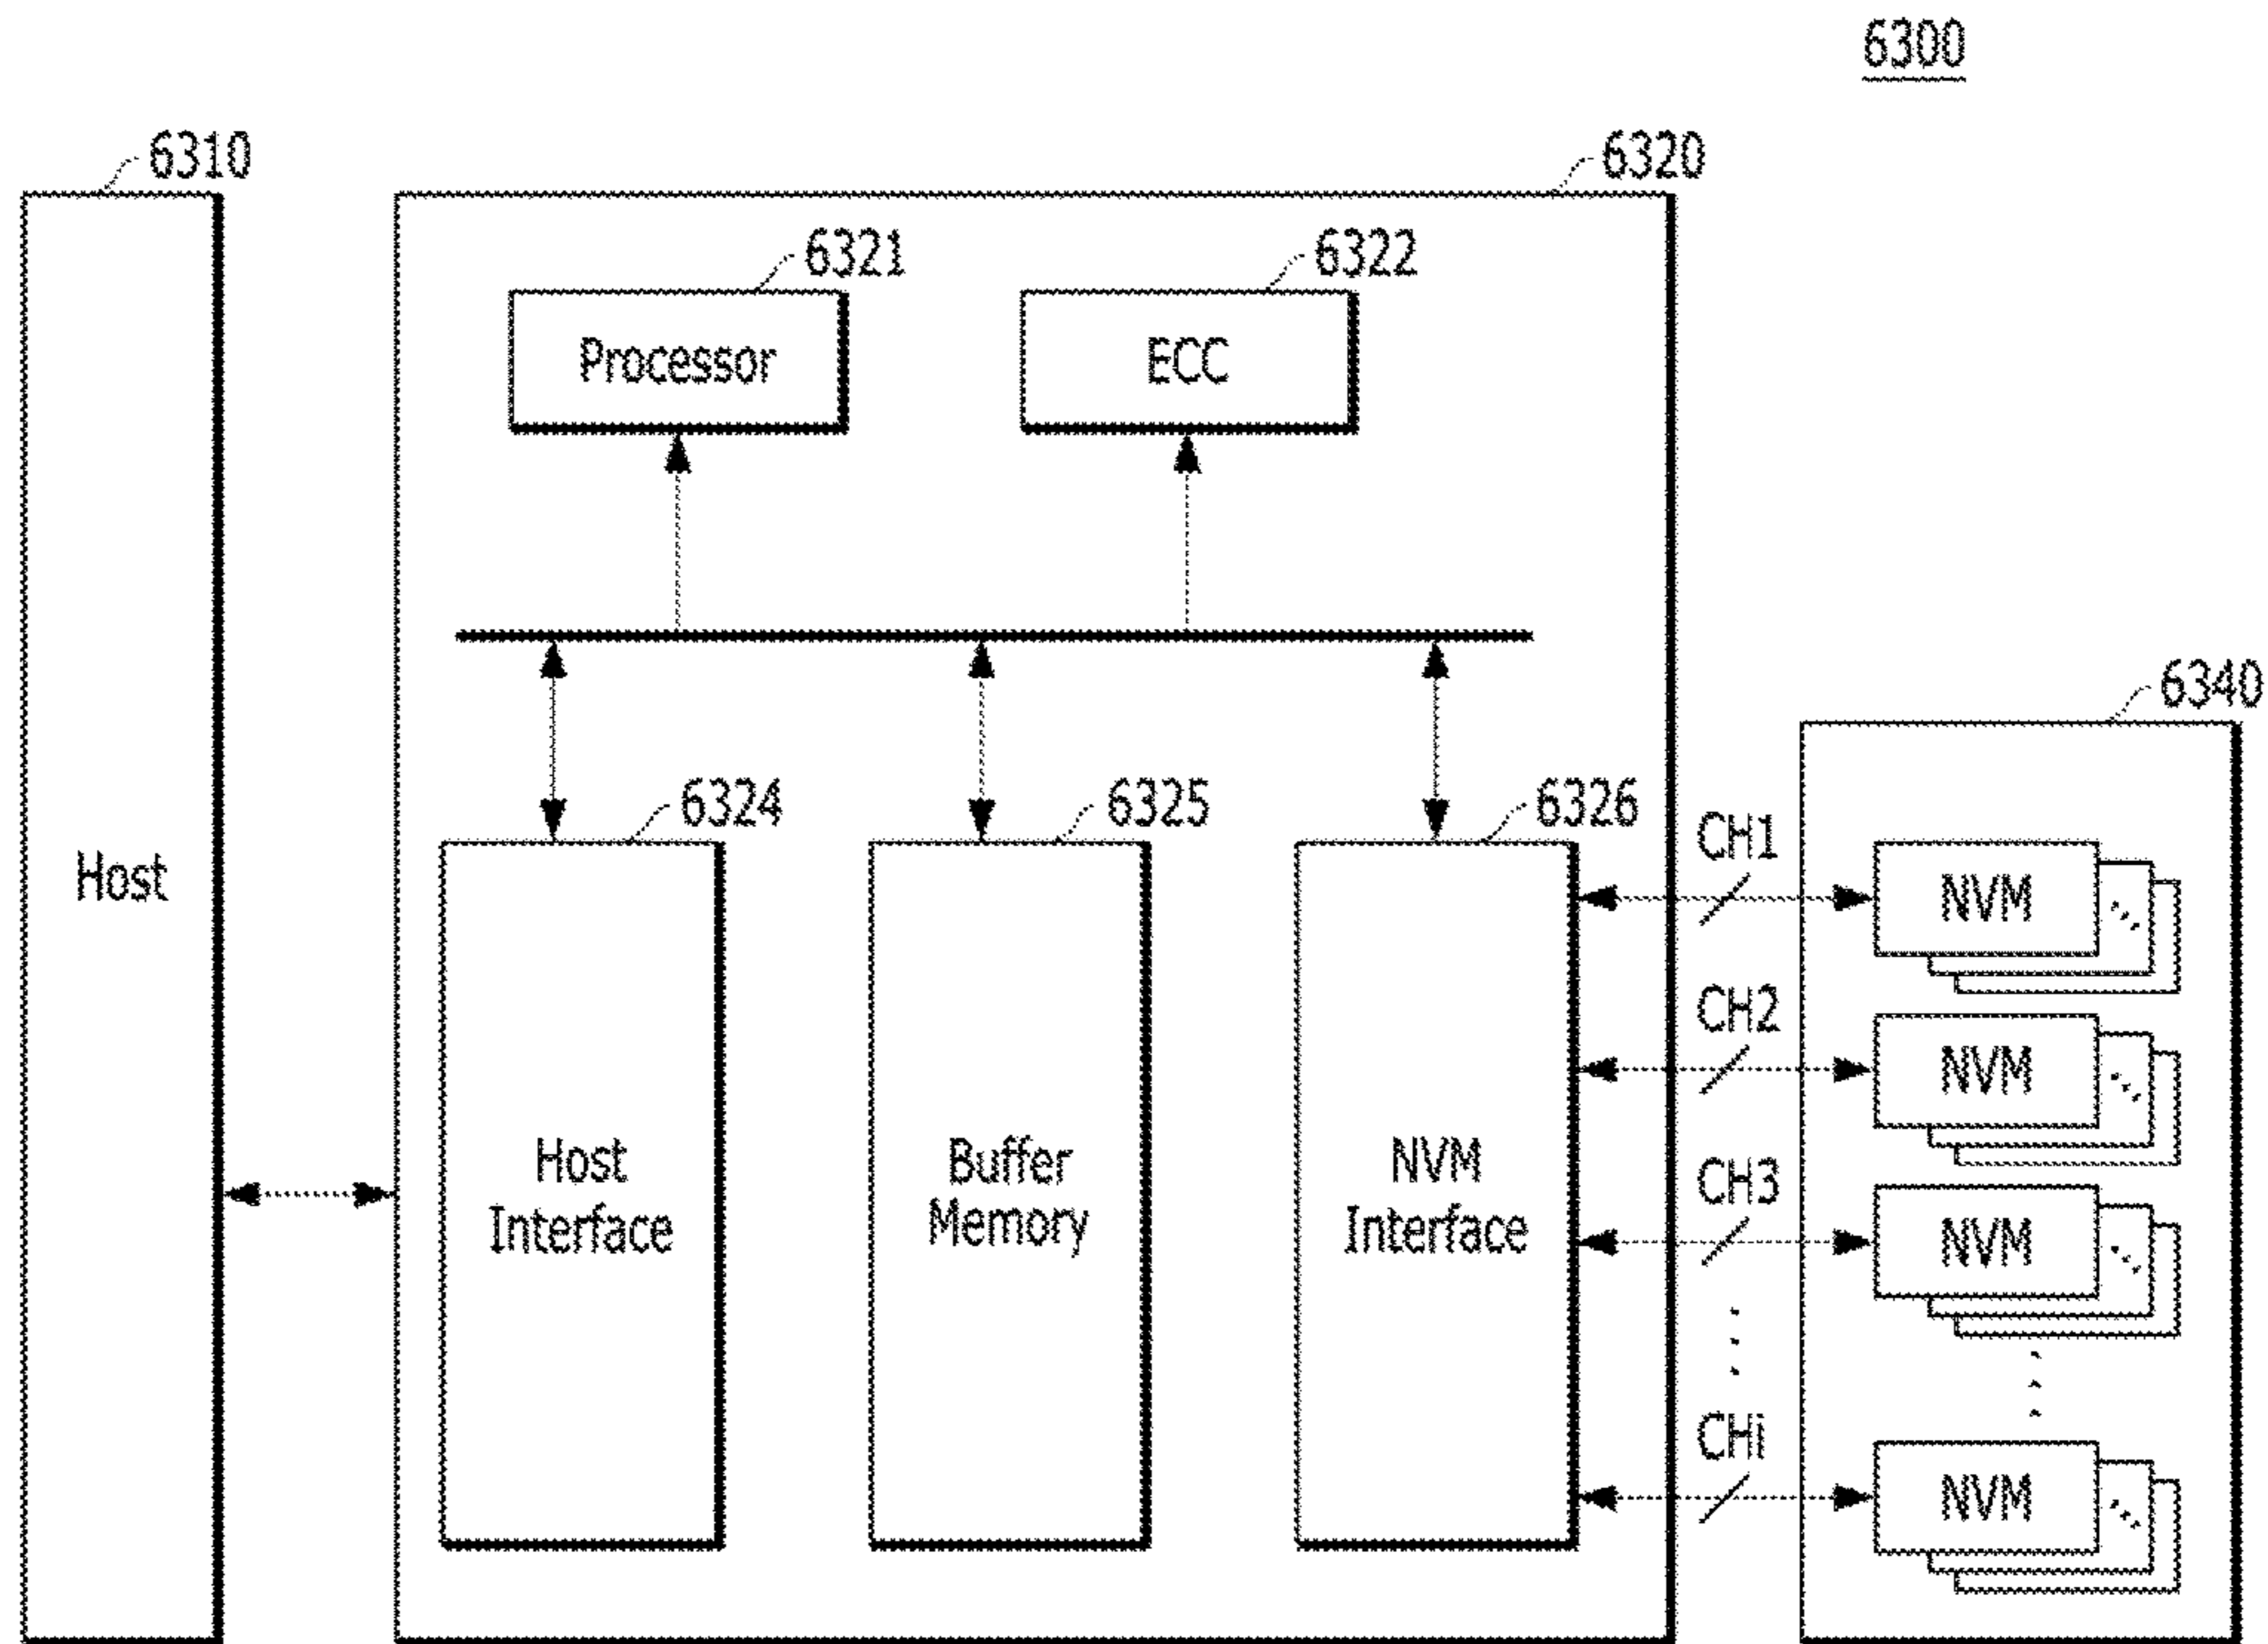 6300
6310
6320
6321
6322
Processor
ECC
6340
6324
6325
6326
CH1
Host
NVM
CH2
NVM
Host
Interface
Buffer
Memory
NVM
Interface
CH3
NVM
CHi
NVM